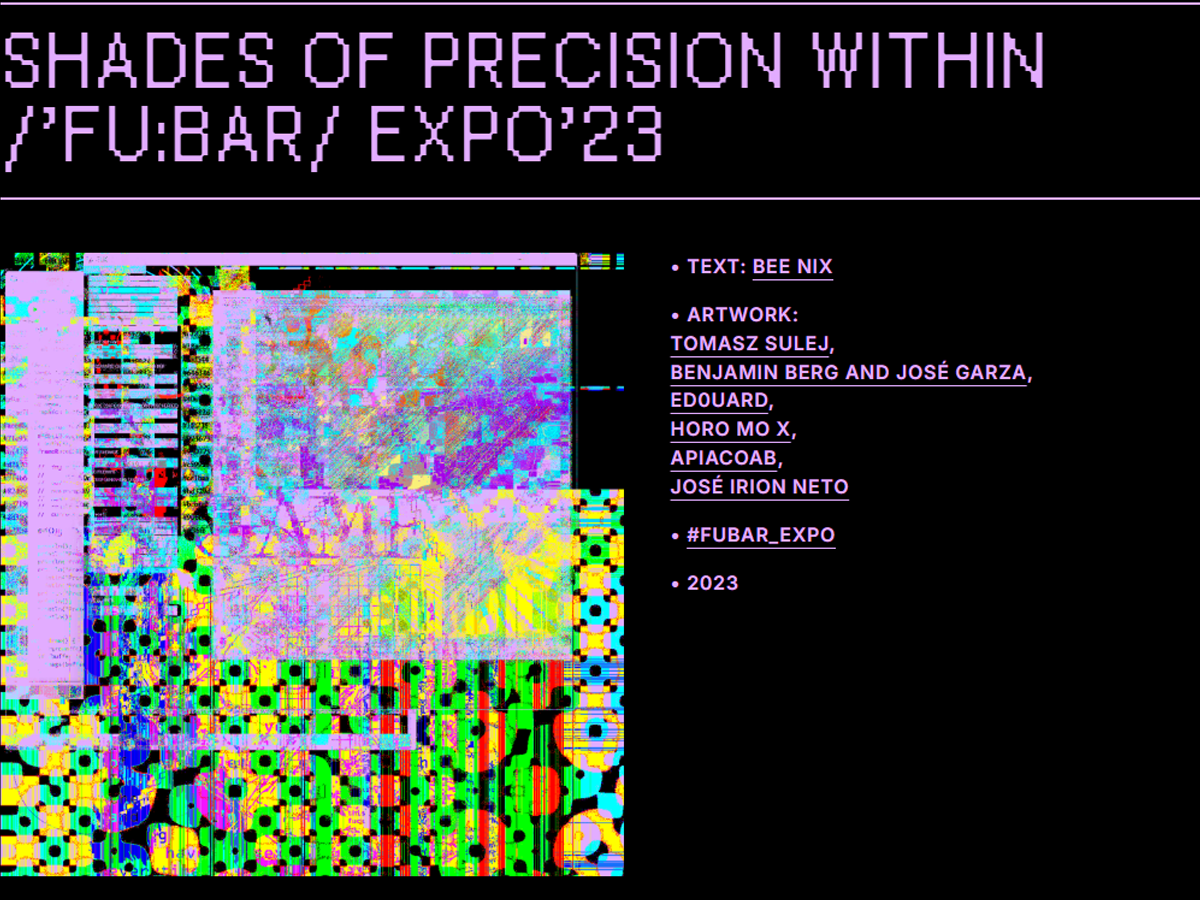 SHADES OF PRECISION WITHIN
/’FU:BAR/ EXPO’23
• TEXT: BEE NIX
• ARTWORK:
TOMASZ SULEJ,
BENJAMIN BERG AND JOSÉ GARZA,
ED0UARD,
HORO MO X,
APIACOAB,
JOSÉ IRION NETO
• #FUBAR_EXPO
• 2023